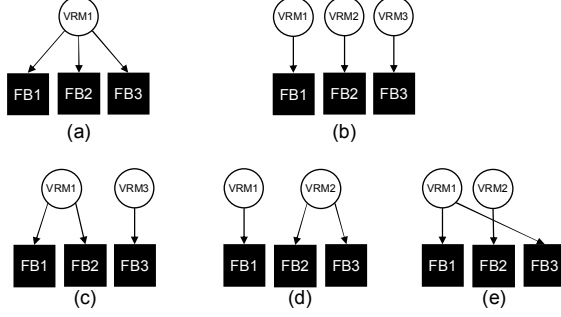 VRM1
FB1 FB2 FB3
(a)
VRM1 VRM2 VRM3
FB1 FB2 FB3
(b)
VRM1 VRM3
FB1 FB2 FB3
(c)
VRM1 VRM2
FB1 FB2 FB3
(d)
VRM1 VRM2
FB1 FB2 FB3
(e)